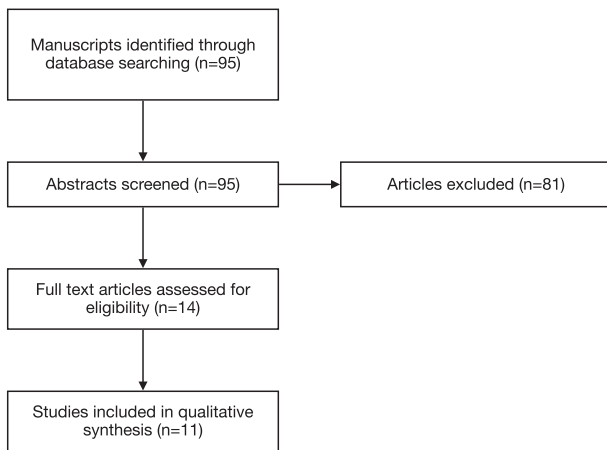 Manuscripts identified through
database searching (n=95)
Abstracts screened (n=95)
Articles excluded (n=81)
Full text articles assessed for
eligibility (n=14)
Studies included in qualitative
synthesis (n=11)